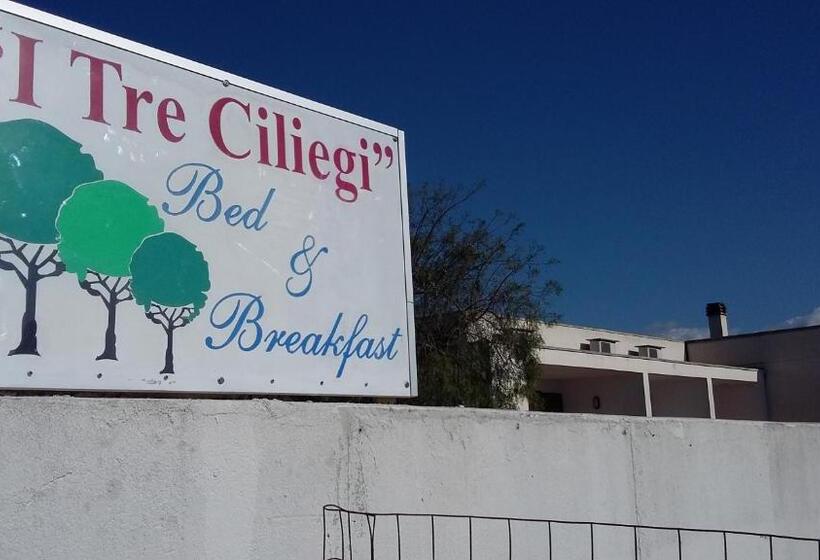 “I Tre Ciliegi”
Bed
&
Breakfast